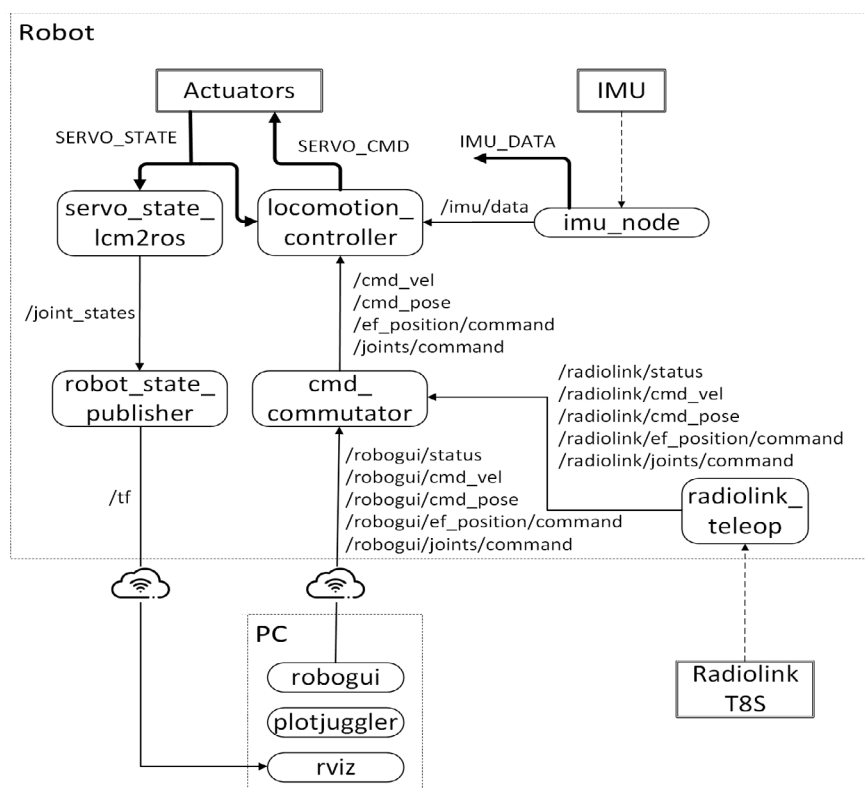 Robot
Actuators
IMU
SERVO_STATE
SERVO_CMD
IMU_DATA
servo_state_
lcm2ros
locomotion_
controller
/imu/data
imu_node
/joint_states
/cmd_vel
/cmd_pose
/ef_position/command
/joints/command
robot_state_
publisher
cmd_
commutator
/radiolink/status
/radiolink/cmd_vel
/radiolink/cmd_pose
/radiolink/ef_position/command
/radiolink/joints/command
/tf
/robogui/status
/robogui/cmd_vel
/robogui/cmd_pose
/robogui/ef_position/command
/robogui/joints/command
radiolink_
teleop
PC
robogui
plotjuggler
rviz
Radiolink
T8S